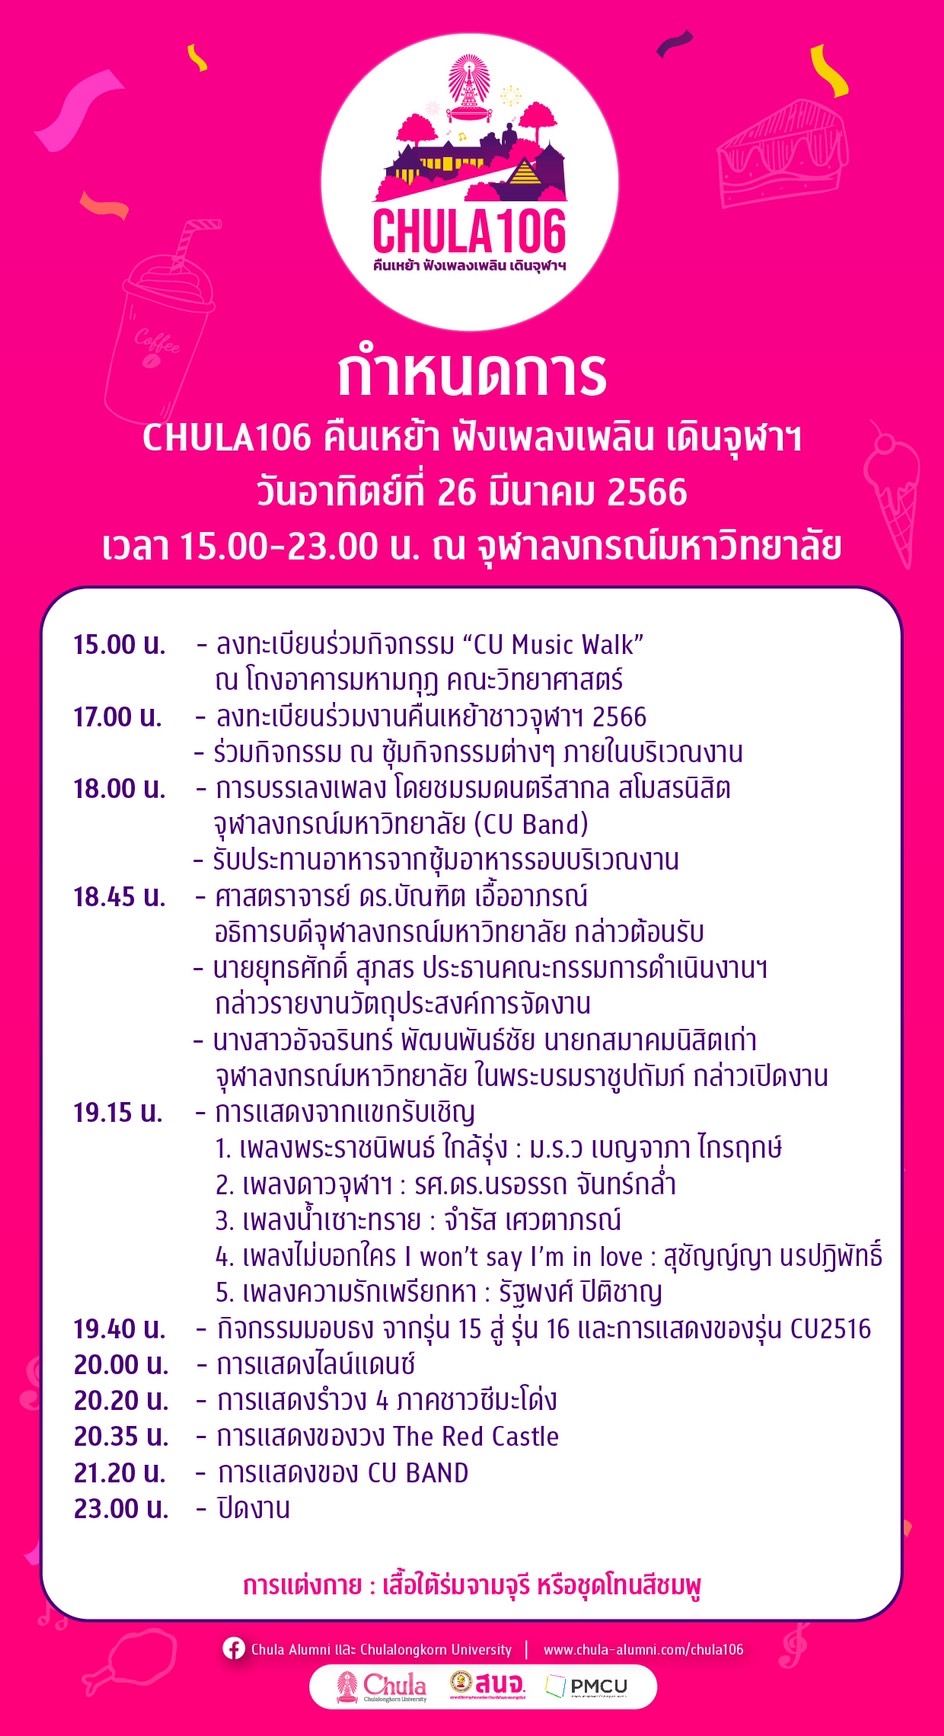 CHULA106
คืนเหย้า ฟังเพลงเพลิน เดินจุฬาฯ
Coffee
กำหนดการ
CHULA106 คืนเหย้า ฟังเพลงเพลิน เดินจุฬาฯ
วันอาทิตย์ที่ 26 มีนาคม 2566
เวลา 15.00-23.00 น. ณ จุฬาลงกรณ์มหาวิทยาลัย
15.00 น. - ลงทะเบียนร่วมกิจกรรม “CU Music Walk”
ณ โถงอาคารมหามกุฏ คณะวิทยาศาสตร์
17.00 น. - ลงทะเบียนร่วมงานคืนเหย้าชาวจุฬาฯ 2566
- ร่วมกิจกรรม ณ ซุ้มกิจกรรมต่างๆ ภายในบริเวณงาน
18.00 น. - การบรรเลงเพลง โดยชมรมดนตรีสากล สโมสรนิสิต
จุฬาลงกรณ์มหาวิทยาลัย (CU Band)
- รับประทานอาหารจากซุ้มอาหารรอบบริเวณงาน
18.45 น. - ศาสตราจารย์ ดร.บัณฑิต เอื้ออาภรณ์
อธิการบดีจุฬาลงกรณ์มหาวิทยาลัย กล่าวต้อนรับ
- นายยุทธศักดิ์ สุภสร ประธานคณะกรรมการดำเนินงานฯ
กล่าวรายงานวัตถุประสงค์การจัดงาน
- นางสาวอัจฉรินทร์ พัฒนพันธ์ชัย นายกสมาคมนิสิตเก่า
จุฬาลงกรณ์มหาวิทยาลัย ในพระบรมราชูปถัมภ์ กล่าวเปิดงาน
19.15 น. - การแสดงจากแขกรับเชิญ
1. เพลงพระราชนิพนธ์ ใกล้รุ่ง : ม.ร.ว เบญจาภา ไกรฤกษ์
2. เพลงดาวจุฬาฯ : รศ.ดร.นรอรรถ จันทร์กล่ำ
3. เพลงน้ำเซาะทราย : จำรัส เศวตาภรณ์
4. เพลงไม่บอกใคร I won’t say I’m in love : สุชัญญ์ญา นรปฏิพัทธิ์
5. เพลงความรักเพรียกหา : รัฐพงศ์ ปิติชาญ
19.40 น. - กิจกรรมมอบธง จากรุ่น 15 สู่ รุ่น 16 และการแสดงของรุ่น CU2516
20.00 น. - การแสดงไลน์แดนซ์
20.20 น. - การแสดงรำวง 4 ภาคชาวซีมะโด่ง
20.35 น. - การแสดงของวง The Red Castle
21.20 น. - การแสดงของ CU BAND
23.00 น. - ปิดงาน
การแต่งกาย : เสื้อใต้ร่มจามจุรี หรือชุดโทนสีชมพู
Chula Alumni และ Chulalongkorn University | www.chula-alumni.com/chula106
Chula สนจ. PMCU
Chulalongkorn University